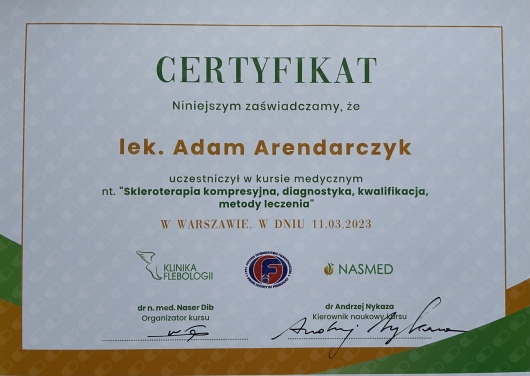 CERTYFIKAT
Niniejszym zaświadczamy, że
lek. Adam Arendarczyk
uczestniczył w kursie medycznym
nt. "Skleroterapia kompresyjna, diagnostyka, kwalifikacja,
metody leczenia"
W WARSZAWIE, W DNIU 11.03.2023
KLINIKA
FLEBOLOGII
F
NASMED
dr n. med. Naser Dib
Organizator kursu
dr Andrzej Nykaza
Kierownik naukowy kursu